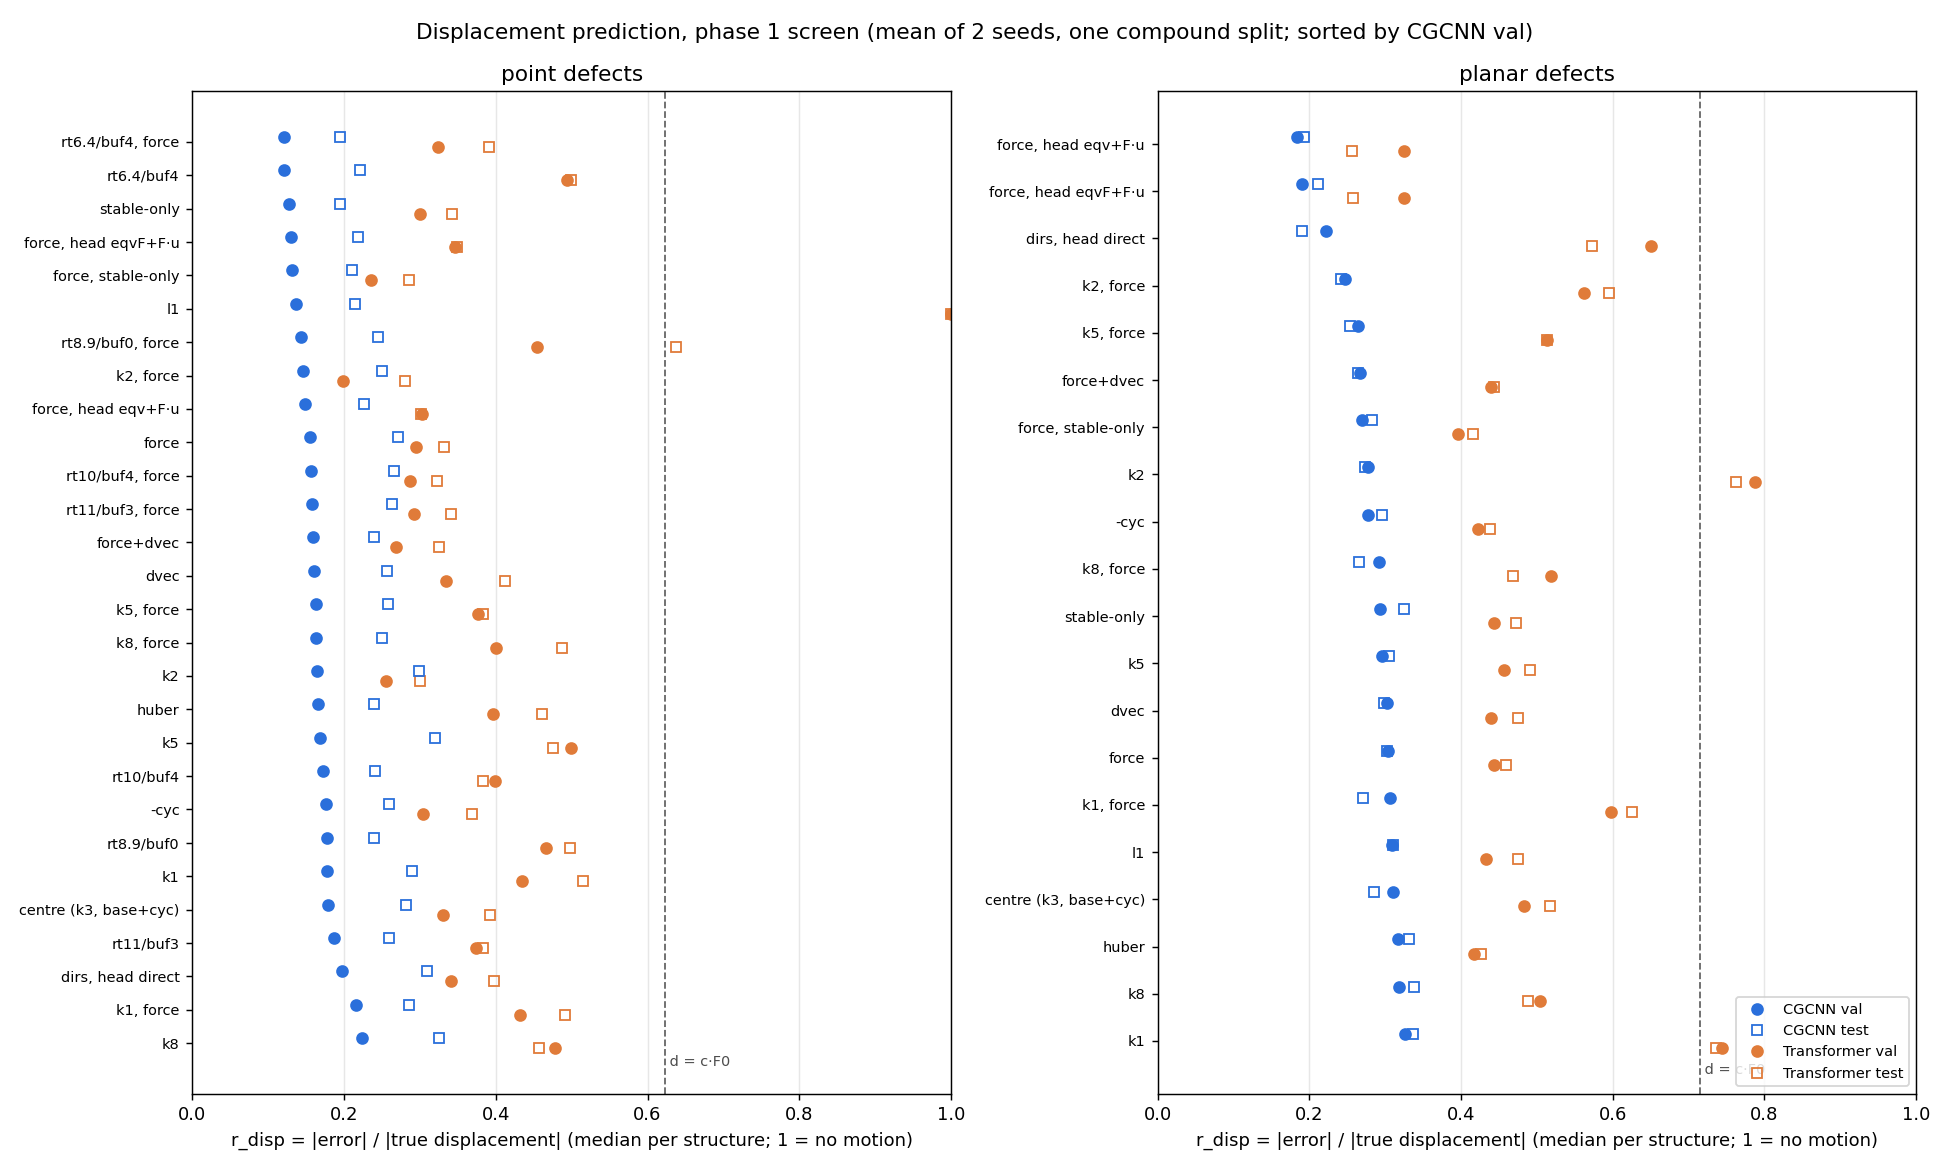 Displacement prediction, phase 1 screen (mean of 2 seeds, one compound split; sorted by CGCNN val)
point defects
rt6.4/buf4, force
rt6.4/buf4
stable-only
force, head eqvF+F·u
force, stable-only
l1
rt8.9/buf0, force
k2, force
force, head eqv+F·u
force
rt10/buf4, force
rt11/buf3, force
force+dvec
dvec
k5, force
k8, force
k2
huber
k5
rt10/buf4
-cyc
rt8.9/buf0
k1
centre (k3, base+cyc)
rt11/buf3
dirs, head direct
k1, force
k8
d = c·F0
0.0 0.2 0.4 0.6 0.8 1.0
r_disp = |error| / |true displacement| (median per structure; 1 = no motion)
planar defects
force, head eqv+F·u
force, head eqvF+F·u
dirs, head direct
k2, force
k5, force
force+dvec
force, stable-only
k2
-cyc
k8, force
stable-only
k5
dvec
force
k1, force
l1
centre (k3, base+cyc)
huber
k8
k1
CGCNN val
CGCNN test
Transformer val
Transformer test
d = c·F0
0.0 0.2 0.4 0.6 0.8 1.0
r_disp = |error| / |true displacement| (median per structure; 1 = no motion)